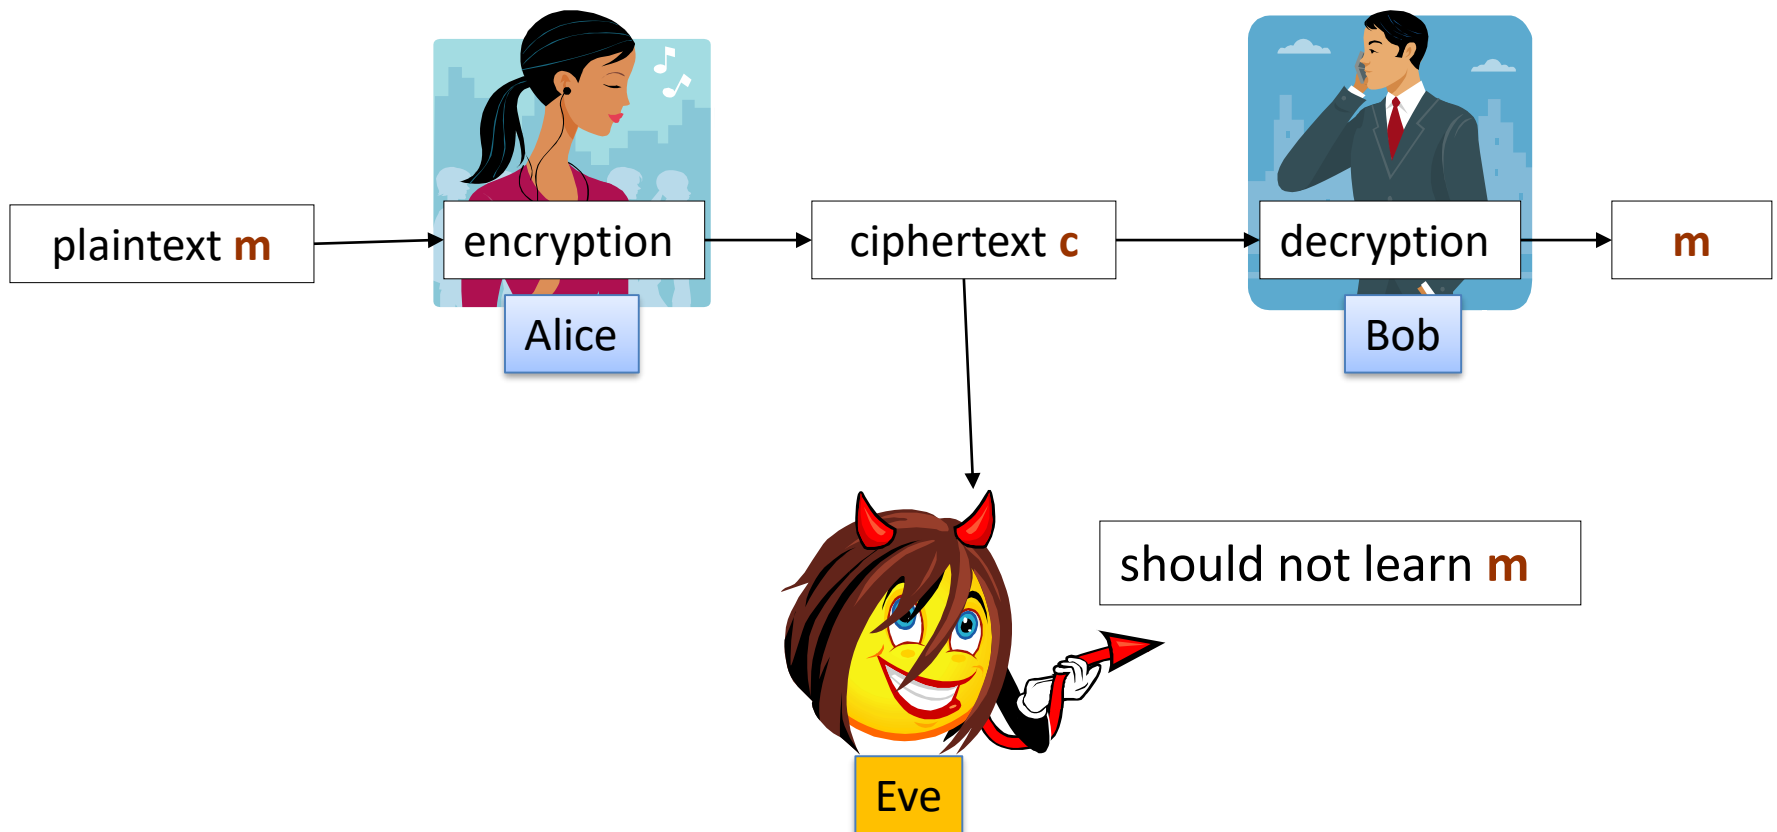 plaintext m
encryption
ciphertext c
decryption
m
Alice
Bob
should not learn m
Eve